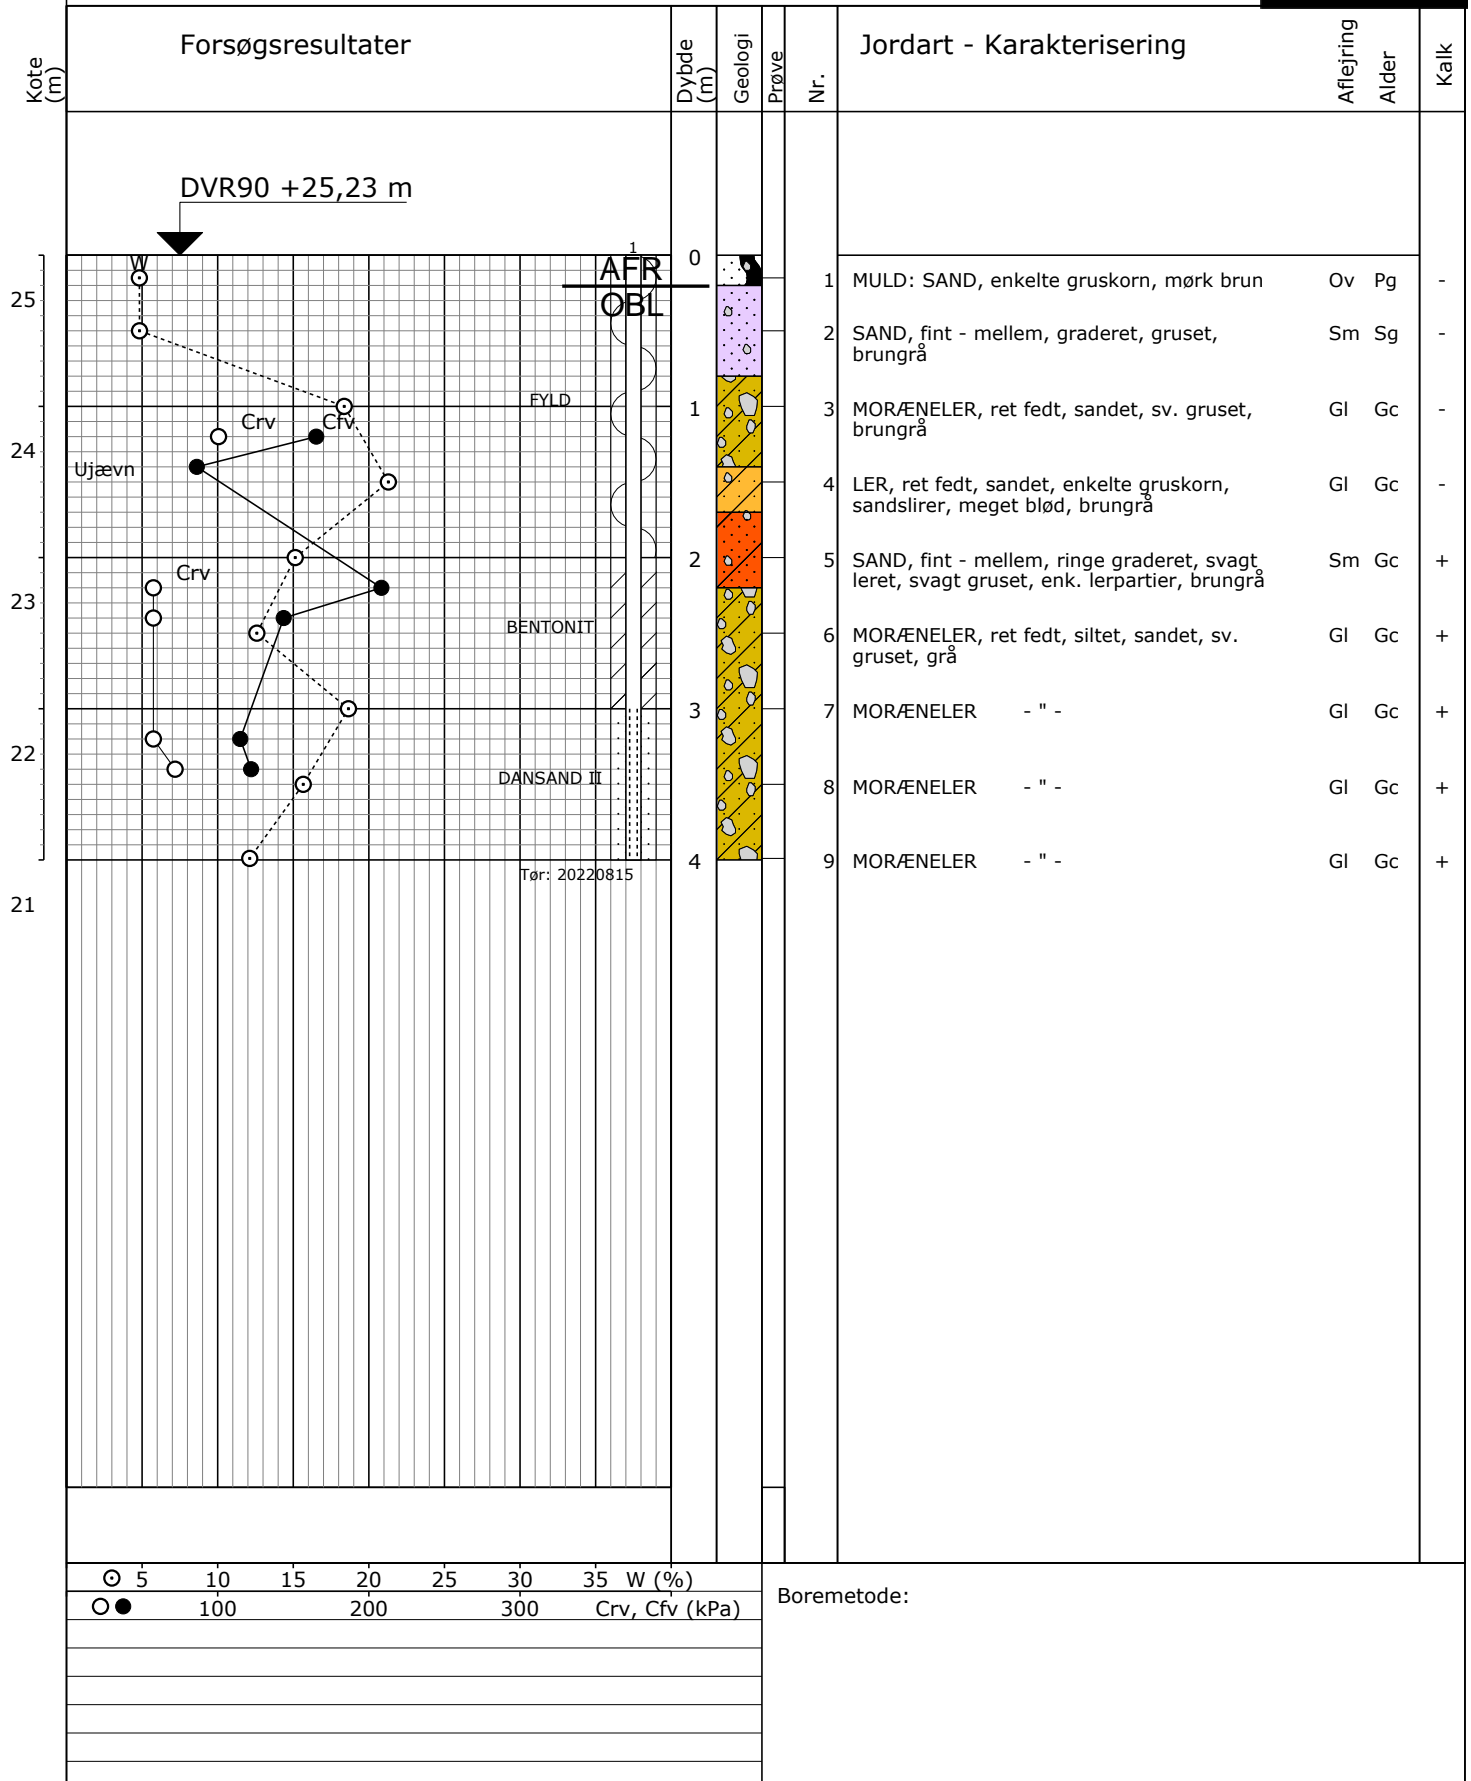 Kote
(m)
Forsøgsresultater
Dybde
(m)
Geologi
Prøve
Nr.
Jordart - Karakterisering
Aflejring
Alder
Kalk
DVR90 +25,23 m
W
1
AFR
OBL
0
25
1 MULD: SAND, enkelte gruskorn, mørk brun Ov Pg -
2 SAND, fint - mellem, graderet, gruset, Sm Sg -
brungrå
FYLD
1
3 MORÆNELER, ret fedt, sandet, sv. gruset, Gl Gc -
brungrå
Crv Cfv
24
Ujævn
4 LER, ret fedt, sandet, enkelte gruskorn, Gl Gc -
sandslirer, meget blød, brungrå
2
5 SAND, fint - mellem, ringe graderet, svagt Sm Gc +
leret, svagt gruset, enk. lerpartier, brungrå
Crv
23
BENTONIT
6 MORÆNELER, ret fedt, siltet, sandet, sv. Gl Gc +
gruset, grå
3
7 MORÆNELER - " - Gl Gc +
22
DANSAND II
8 MORÆNELER - " - Gl Gc +
4
9 MORÆNELER - " - Gl Gc +
Tør: 20220815
21
5 10 15 20 25 30 35 W (%)
100 200 300 Crv, Cfv (kPa)
Boremetode: